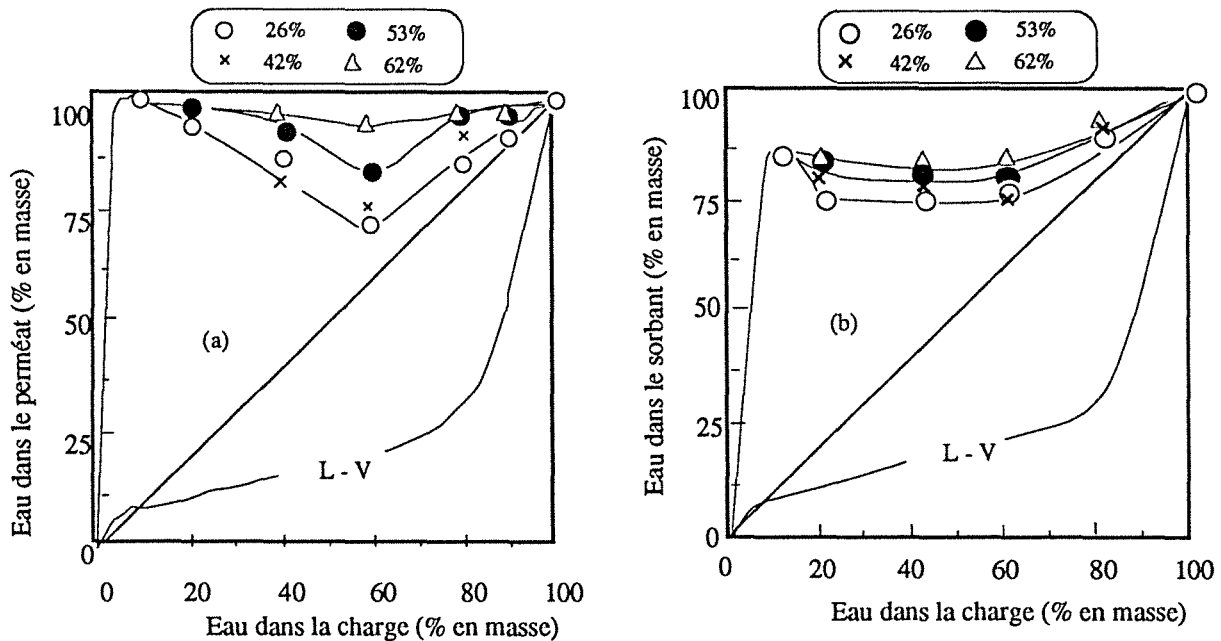 26% 53%
42% 62%
100
75
50
25
0
(a)
L - V
0 20 40 60 80 100
Eau dans la charge (% en masse)
Eau dans le perméat (% en masse)
26% 53%
42% 62%
100
75
50
25
0
(b)
L - V
20 40 60 80 100
Eau dans la charge (% en masse)
Eau dans le sorbant (% en masse)